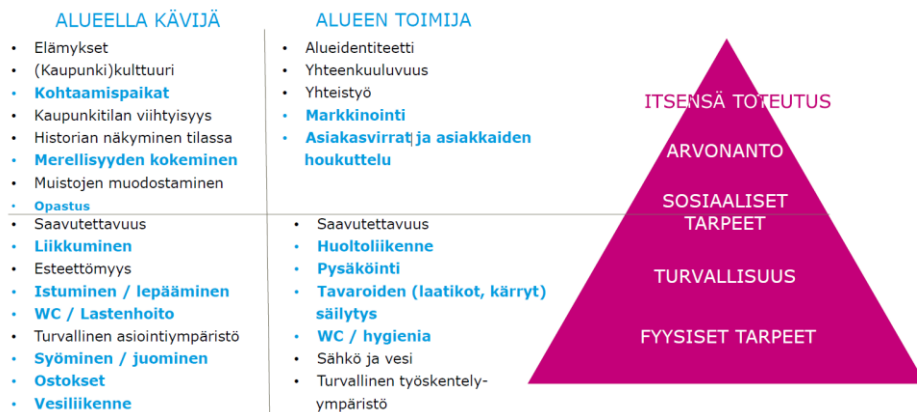 ALUEELLA KÄVIJÄ
• Elämykset
• (Kaupunki)kulttuuri
• Kohtaamispaikat
• Kaupunkitilan viihtyisyys
• Historian näkyminen tilassa
• Merellisyyden kokeminen
• Muistojen muodostaminen
• Opastus
• Saavutettavuus
• Liikkuminen
• Esteettömyys
• Istuminen / lepääminen
• WC / Lastenhoito
• Turvallinen asiointiympäristö
• Syöminen / juominen
• Ostokset
• Vesiliikenne
ALUEEN TOIMIJA
• Alueidentiteetti
• Yhteenkuuluvuus
• Yhteistyö
• Markkinointi
• Asiakasvirrat ja asiakkaiden
houkuttelu
• Saavutettavuus
• Huoltoliikenne
• Pysäköinti
• Tavaroiden (laatikot, kärryt)
säilytys
• WC / hygienia
• Sähkö ja vesi
• Turvallinen työskentely-
ympäristö
ITSENSÄ TOTEUTUS
ARVONANTO
SOSIAALISET
TARPEET
TURVALLISUUS
FYYSISET TARPEET